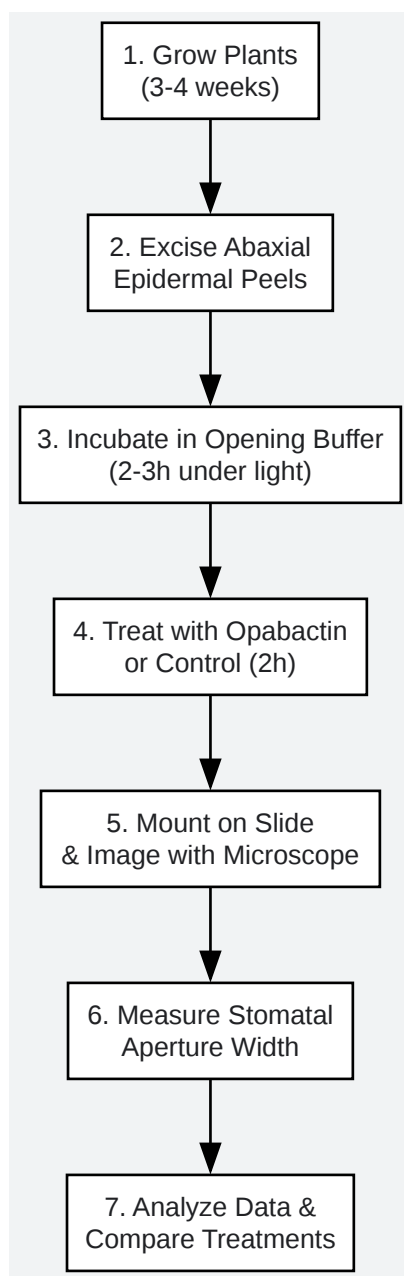 1. Grow Plants
(3-4 weeks)
2. Excise Abaxial
Epidermal Peels
3. Incubate in Opening Buffer
(2-3h under light)
4. Treat with Opabactin
or Control (2h)
5. Mount on Slide
& Image with Microscope
6. Measure Stomatal
Aperture Width
7. Analyze Data &
Compare Treatments